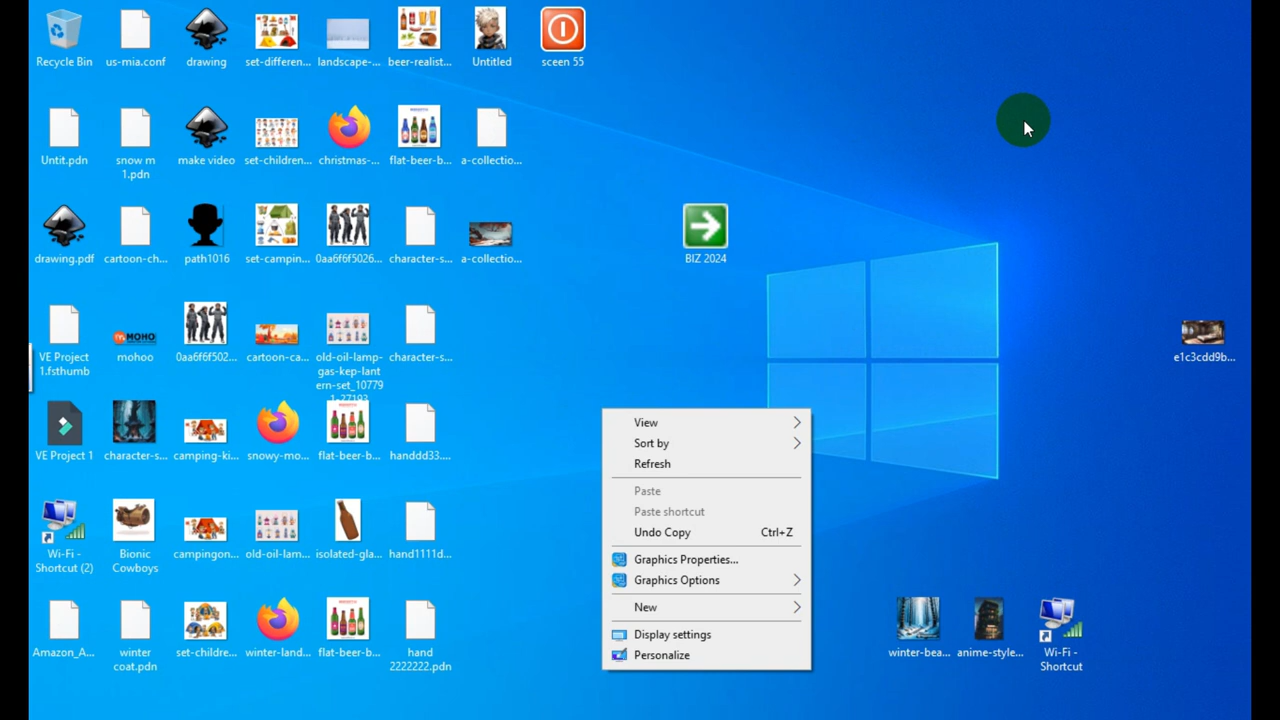 Recycle Bin
us-mia.conf
drawing
set-differen...
landscape-...
beer-realist...
Untitled
sceen 55
Untit.pdn
snow m
1.pdn
make video
set-children...
christmas-...
flat-beer-b...
a-collectio...
drawing.pdf
cartoon-ch...
path1016
set-campin...
0aa6f6f5026...
character-s...
a-collectio...
BIZ 2024
VE Project
1.fsthumb
MOHO
mohoo
0aa6f6f502...
cartoon-ca...
old-oil-lamp-
gas-kep-lant
ern-set_10779
1-27193
character-s...
e1c3cdd9b...
VE Project 1
character-s...
camping-ki...
snowy-mo...
flat-beer-b...
handdd33....
Wi-Fi -
Shortcut (2)
Bionic
Cowboys
campingon...
old-oil-lam...
isolated-gla...
hand1111d...
Amazon_A...
winter
coat.pdn
set-childre...
winter-land...
flat-beer-b...
hand
2222222.pdn
View
Sort by
Refresh
Paste
Paste shortcut
Undo Copy Ctrl+Z
Graphics Properties...
Graphics Options
New
Display settings
Personalize
winter-bea...
anime-style...
Wi-Fi -
Shortcut